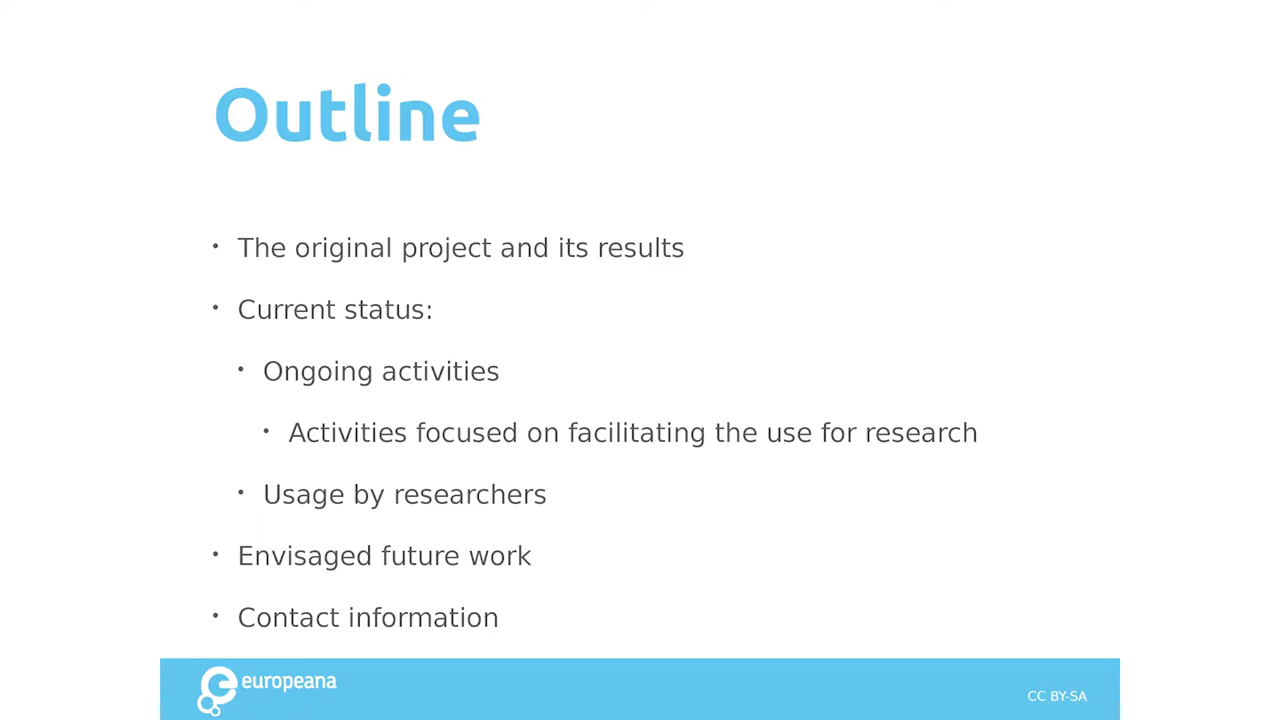 Outline
• The original project and its results
• Current status:
• Ongoing activities
• Activities focused on facilitating the use for research
• Usage by researchers
• Envisaged future work
• Contact information
europeana
CC BY-SA